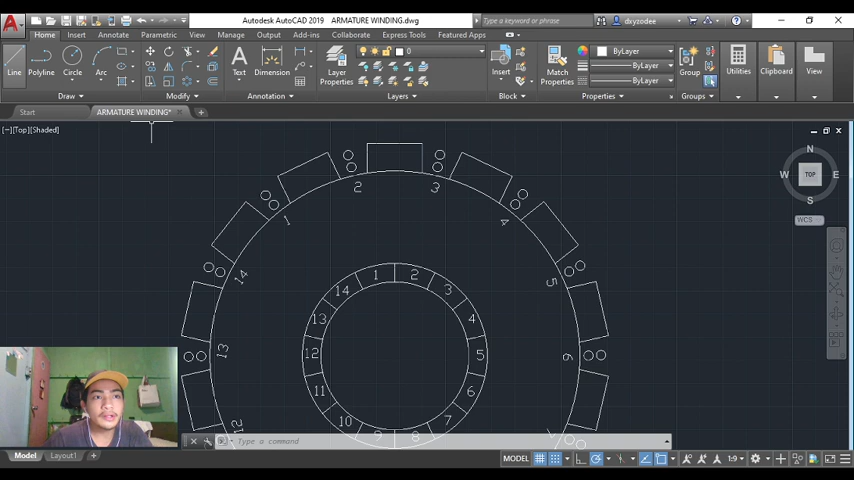 Autodesk AutoCAD 2019 ARMATURE WINDING.dwg
Type a keyword or phrase
dxyzodee
Home Insert Annotate Parametric View Manage Output Add-ins Collaborate Express Tools Featured Apps
Line Polyline Circle Arc
Text Dimension
Layer Properties
0
Insert
Match Properties
ByLayer
ByLayer
ByLayer
Group Utilities Clipboard View
Draw Modify Annotation Layers Block Properties Groups
Start ARMATURE WINDING*
[−][Top][Shaded]
N
W TOP E
S
WCS
2 3
1 4
14 5
13 6
12 7
1 2
14 3
13 4
12 5
11 6
10 7
9 8
Type a command
Model Layout1 +
MODEL 1:9